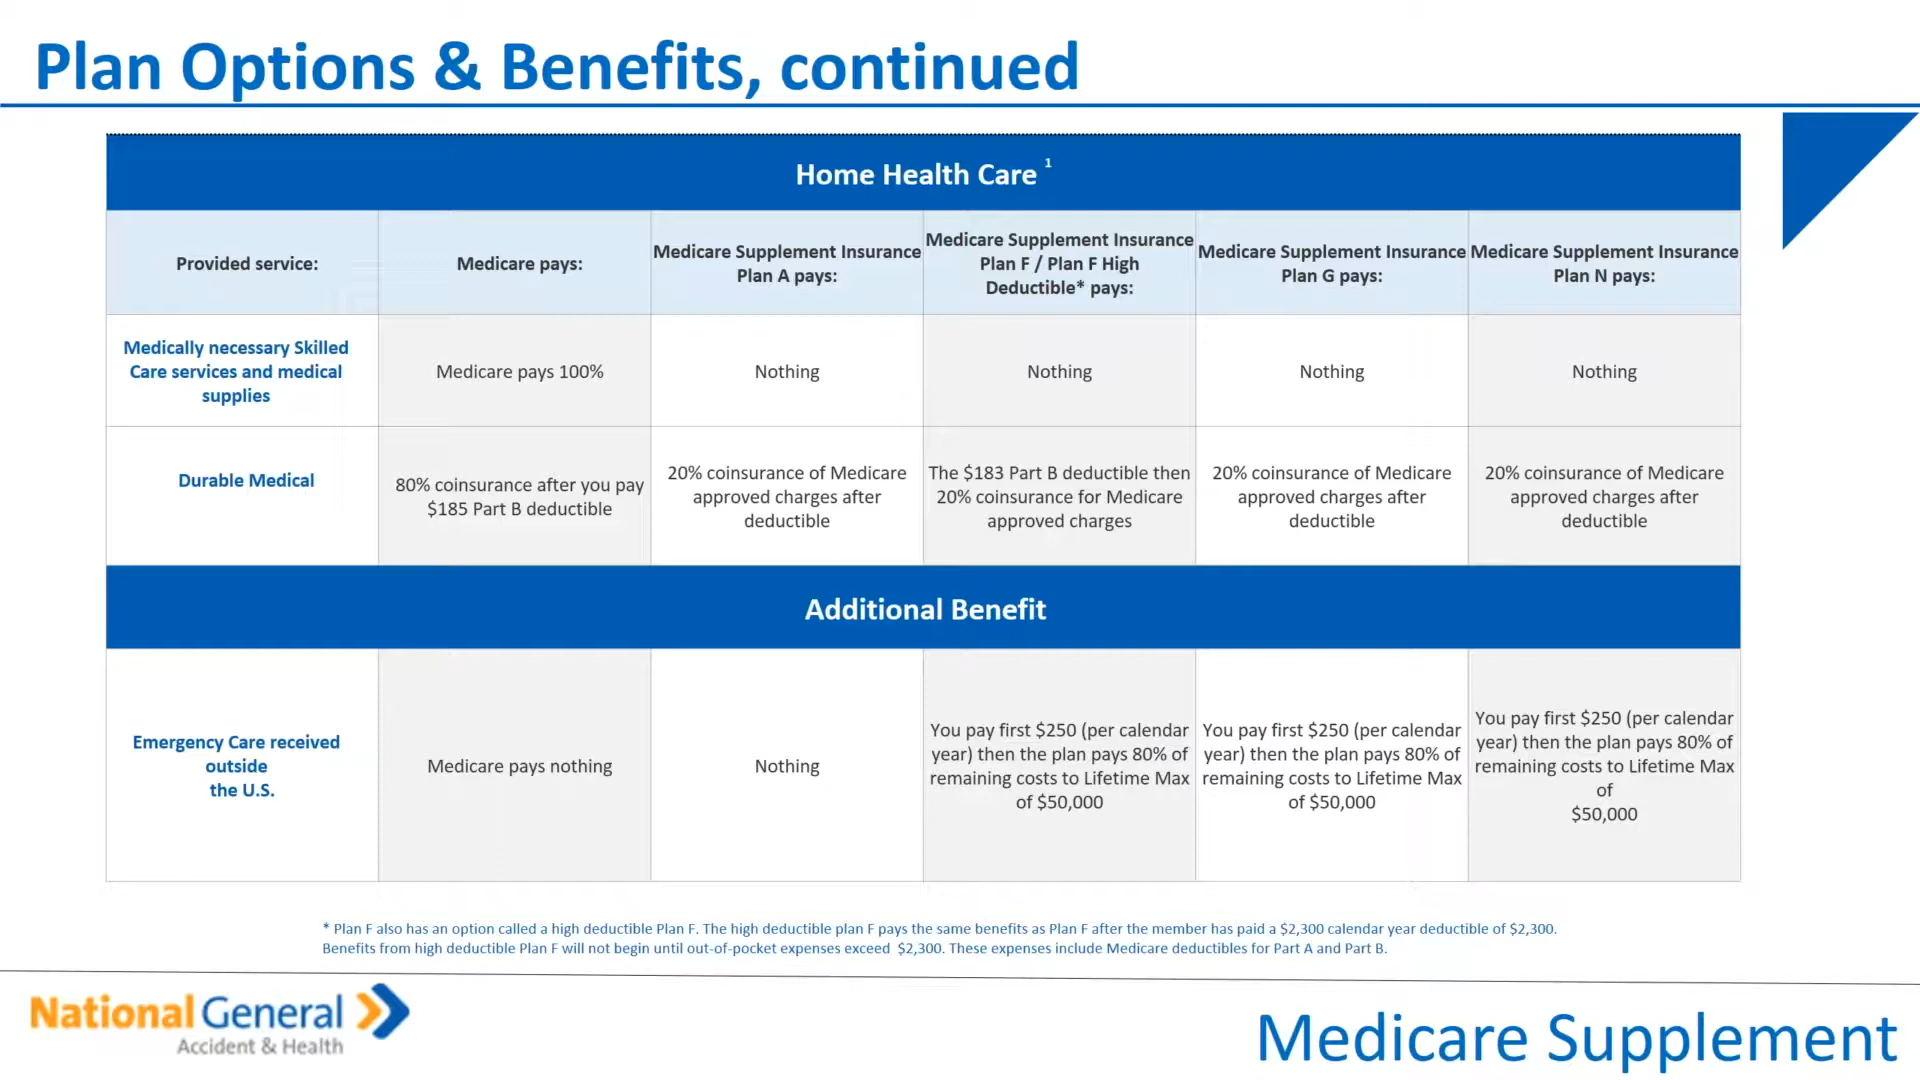 Plan Options & Benefits, continued
Home Health Care 1
Provided service:
Medicare pays:
Medicare Supplement Insurance
Plan A pays:
Medicare Supplement Insurance
Plan F / Plan F High
Deductible* pays:
Medicare Supplement Insurance
Plan G pays:
Medicare Supplement Insurance
Plan N pays:
Medically necessary Skilled
Care services and medical
supplies
Medicare pays 100%
Nothing
Nothing
Nothing
Nothing
Durable Medical
80% coinsurance after you pay
$185 Part B deductible
20% coinsurance of Medicare
approved charges after
deductible
The $183 Part B deductible then
20% coinsurance for Medicare
approved charges
20% coinsurance of Medicare
approved charges after
deductible
20% coinsurance of Medicare
approved charges after
deductible
Additional Benefit
Emergency Care received
outside
the U.S.
Medicare pays nothing
Nothing
You pay first $250 (per calendar
year) then the plan pays 80% of
remaining costs to Lifetime Max
of $50,000
You pay first $250 (per calendar
year) then the plan pays 80% of
remaining costs to Lifetime Max
of $50,000
You pay first $250 (per calendar
year) then the plan pays 80% of
remaining costs to Lifetime Max
of
$50,000
* Plan F also has an option called a high deductible Plan F. The high deductible plan F pays the same benefits as Plan F after the member has paid a $2,300 calendar year deductible of $2,300.
Benefits from high deductible Plan F will not begin until out-of-pocket expenses exceed $2,300. These expenses include Medicare deductibles for Part A and Part B.
National General
Accident & Health
Medicare Supplement